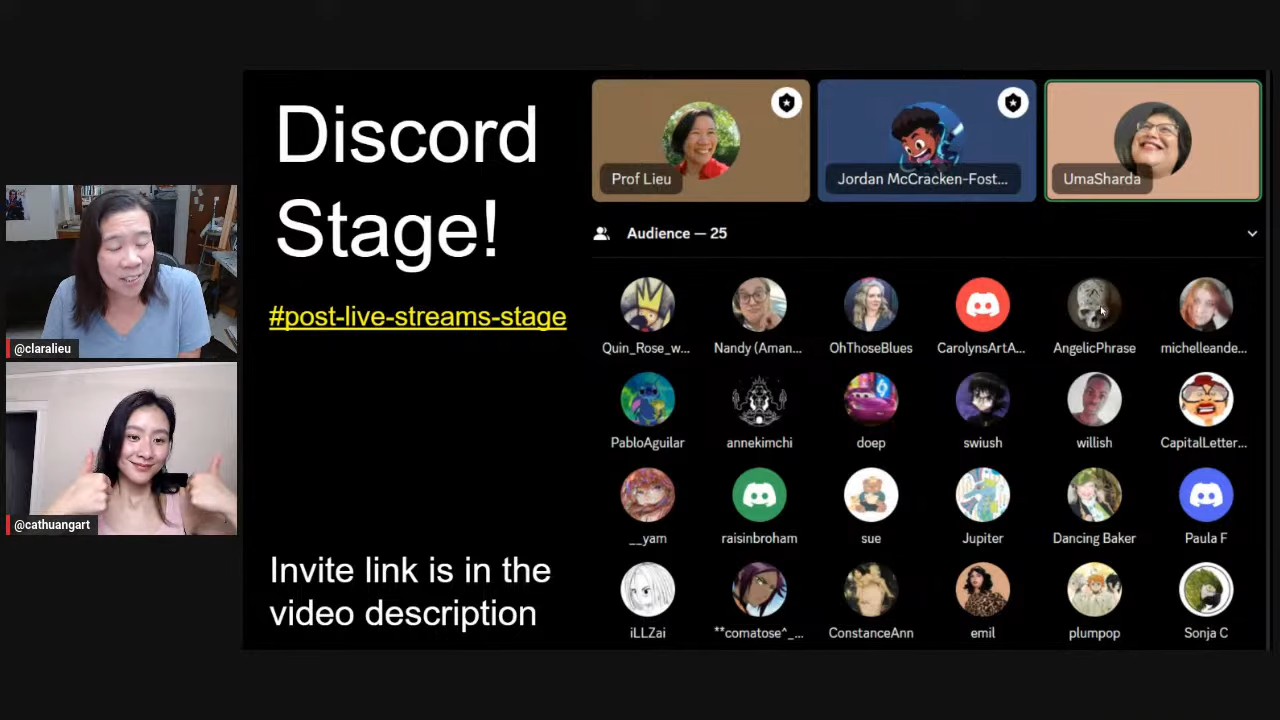 Discord
Stage!
#post-live-streams-stage
Invite link is in the
video description
@claralieu
@cathuangart
Prof Lieu
Jordan McCracken-Fost...
UmaSharda
Audience — 25
Quin_Rose_w...
Nandy (Aman...
OhThoseBlues
CarolynsArtA...
AngelicPhrase
michelleande...
PabloAguilar
annekimchi
doep
swiush
willish
CapitalLetter...
__yam
raisinbroham
sue
Jupiter
Dancing Baker
Paula F
iLLZai
**comatose^_...
ConstanceAnn
emil
plumpop
Sonja C